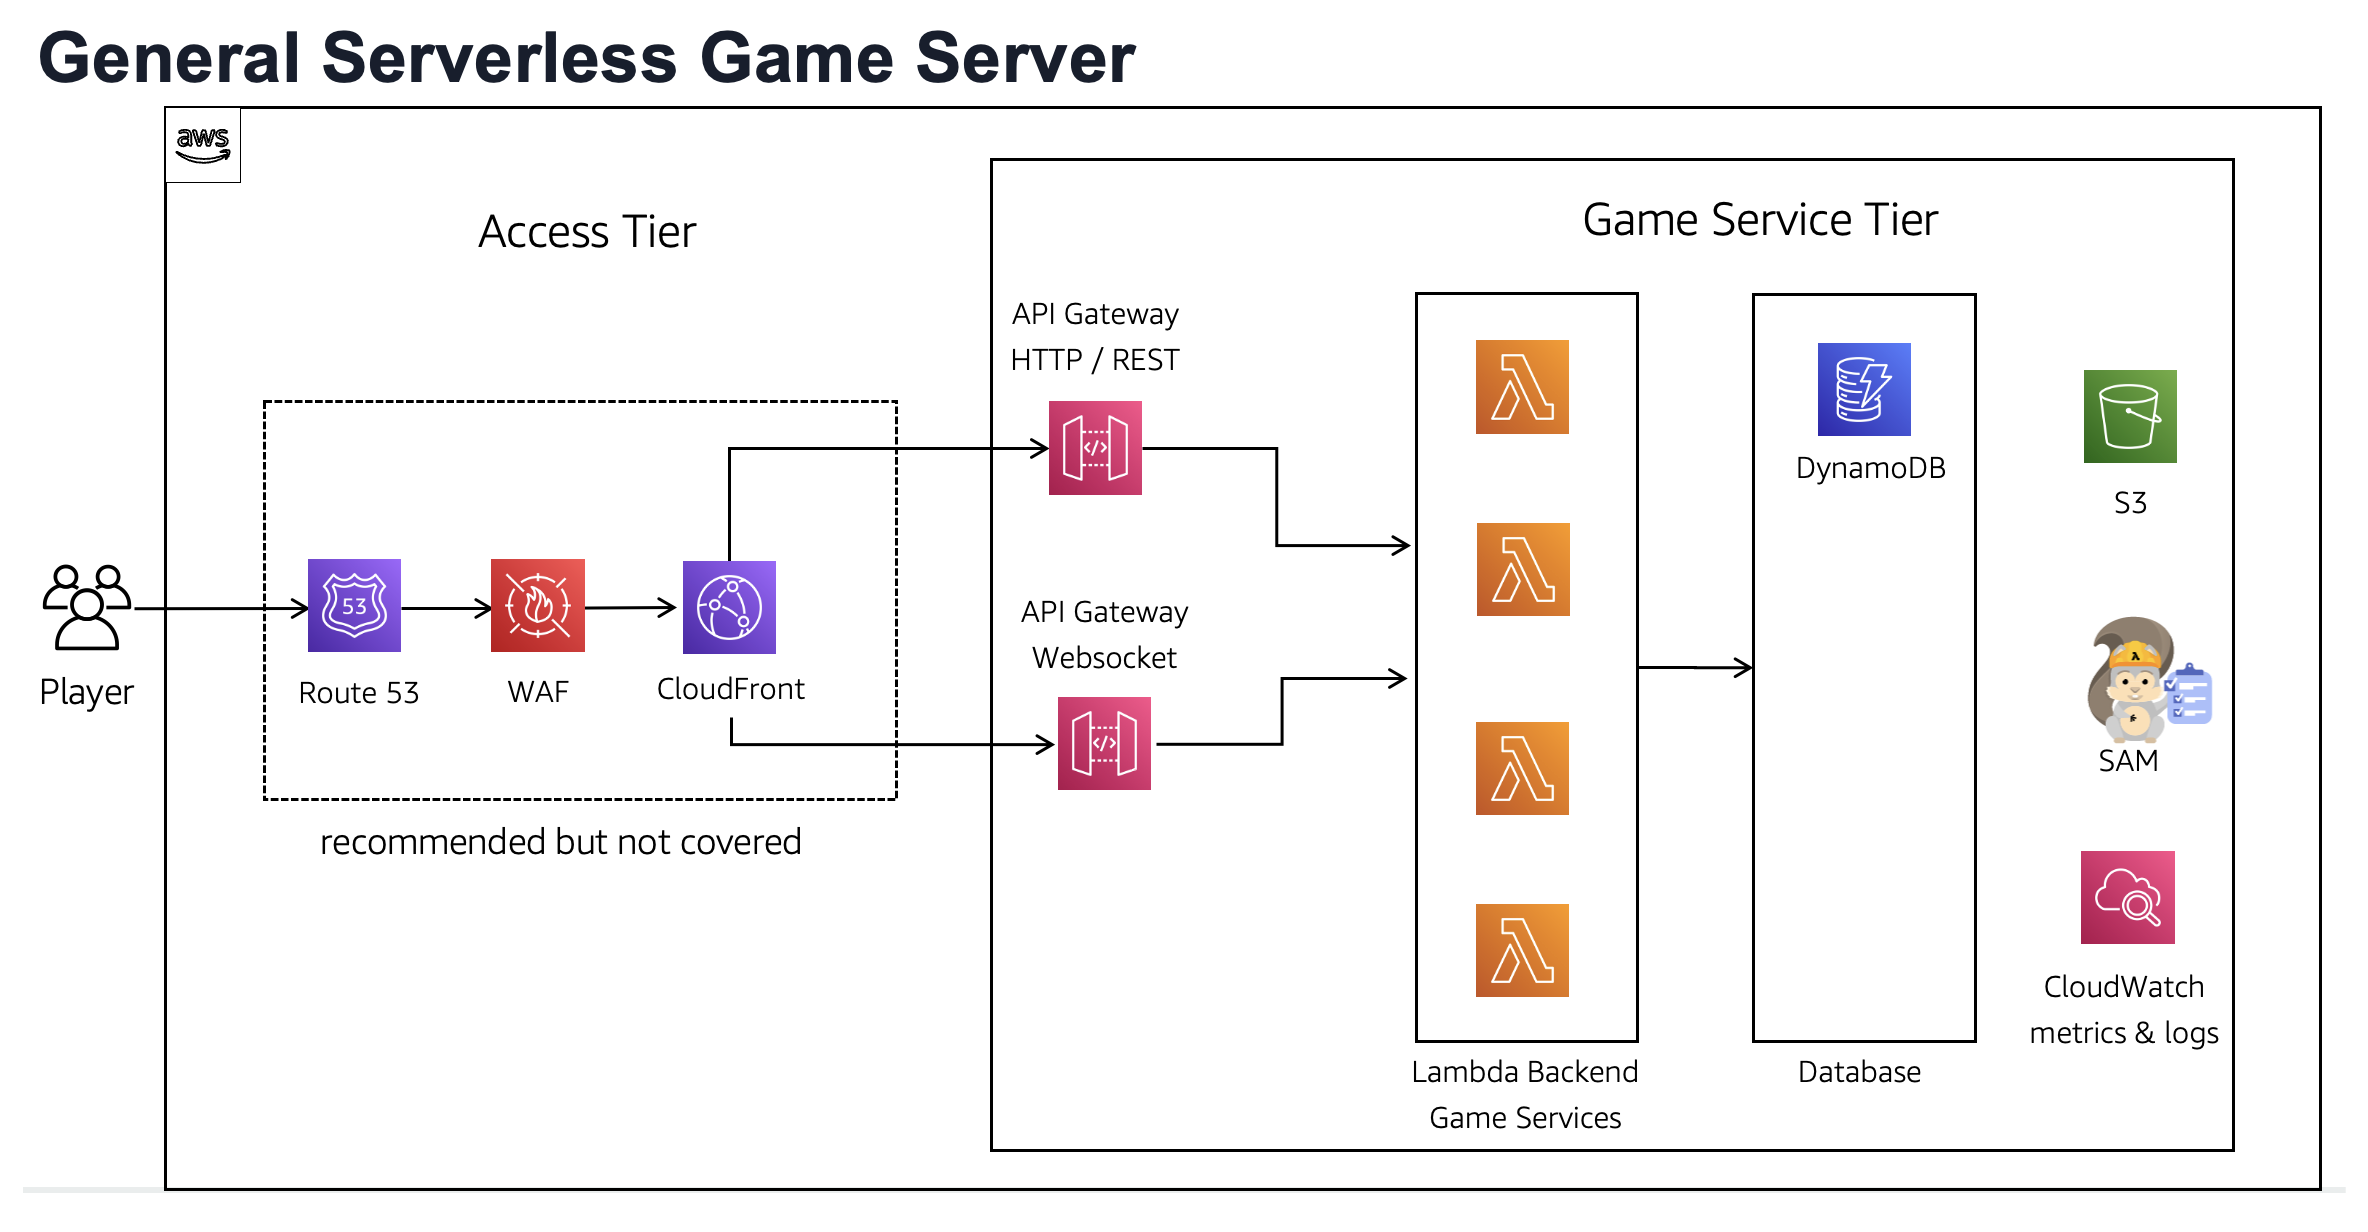 General Serverless Game Server
aws
Access Tier
Game Service Tier
API Gateway
HTTP / REST
DynamoDB
S3
53
Player
Route 53
WAF
CloudFront
API Gateway
Websocket
SAM
recommended but not covered
CloudWatch
metrics & logs
Lambda Backend
Game Services
Database